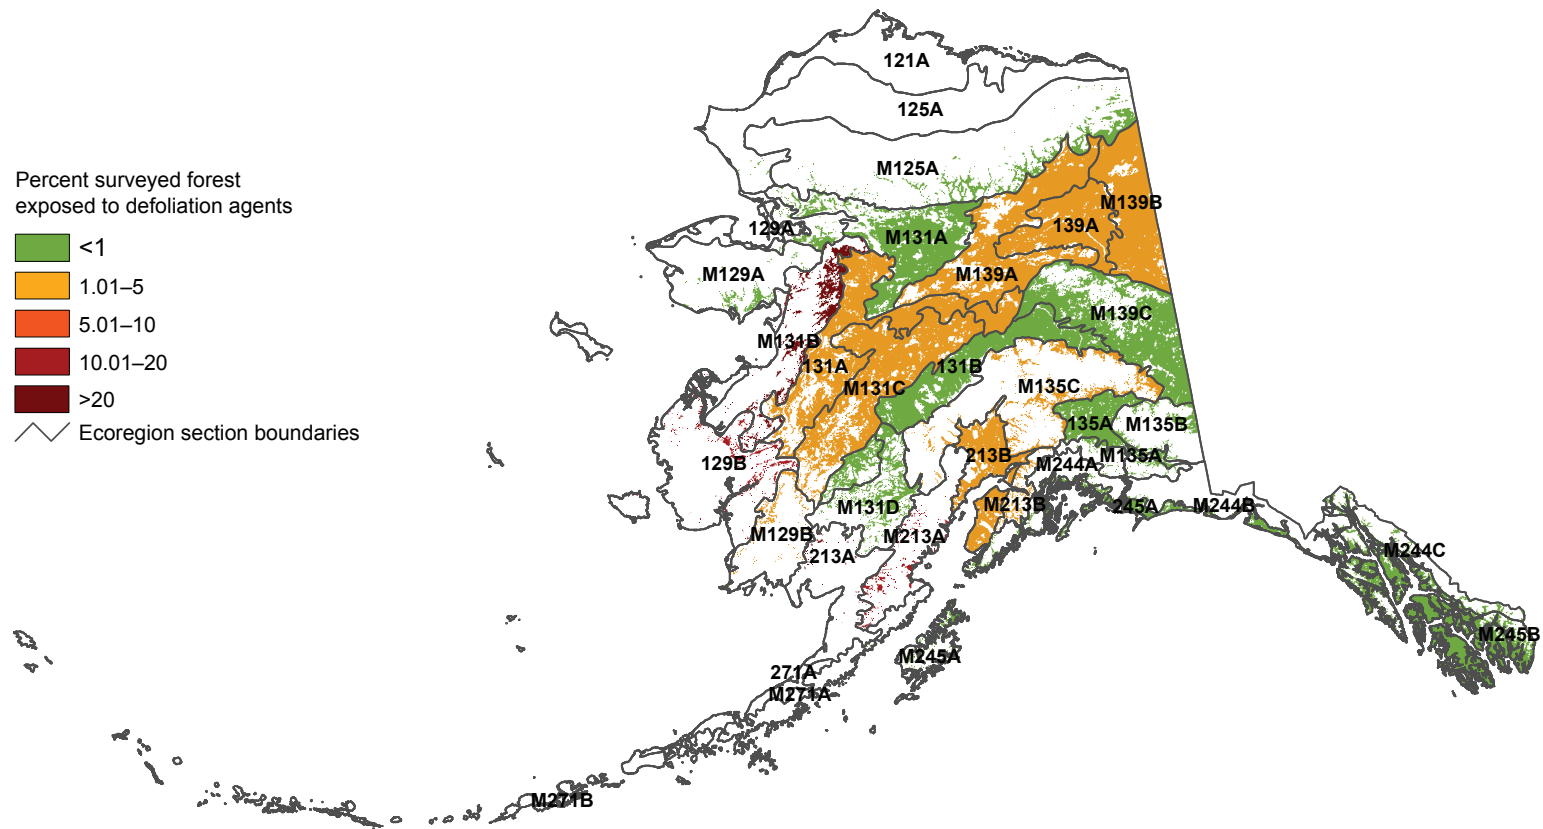 Percent surveyed forest
exposed to defoliation agents
<1
1.01–5
5.01–10
10.01–20
>20
Ecoregion section boundaries
121A
125A
M125A
M139B
129A
139A
M131A
M129A
M139A
M139C
M131B
131A
131B
M131C
M135C
135A
M135B
213B
M135A
129B
M244A
M131D
M213B
245A
M244B
M129B
M213A
213A
M244C
M245B
M245A
271A
M271A
M271B